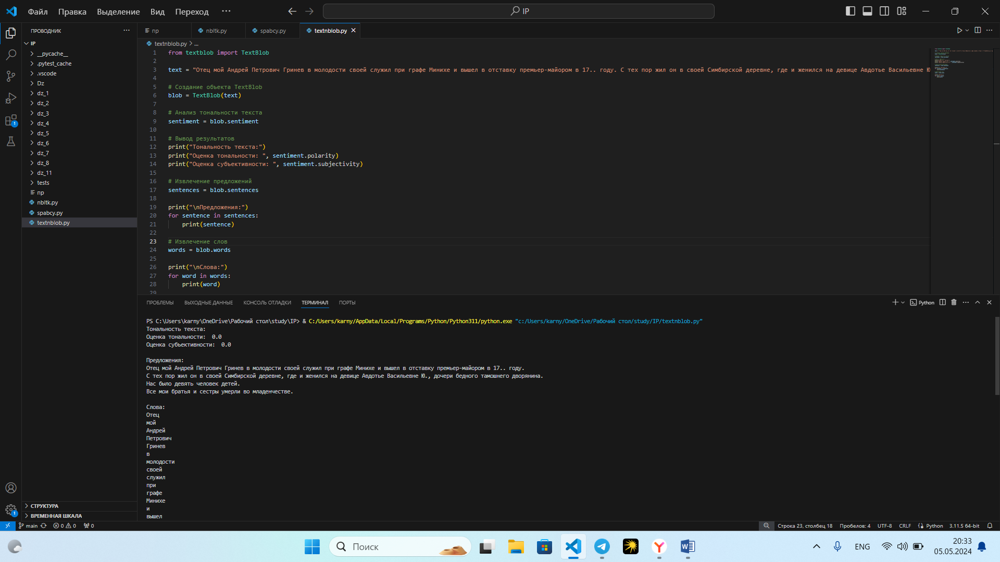 Файл Правка Выделение Вид Переход ··· IP
ПРОВОДНИК ···
IP
__pycache__
.pytest_cache
.vscode
Dz
dz_1
dz_2
dz_3
dz_4
dz_5
dz_6
dz_7
dz_8
dz_11
tests
np
nbltk.py
spabcy.py
textnblob.py
СТРУКТУРА
ВРЕМЕННАЯ ШКАЛА
np nbltk.py spabcy.py textnblob.py
textnblob.py > ...
1 from textblob import TextBlob
2
3 text = "Отец мой Андрей Петрович Гринев в молодости своей служил при графе Минихе и вышел в отставку премьер-майором в 17.. году. С тех пор жил он в своей Симбирской деревне, где и женился на девице Авдотье Васильевне Ю
4
5 # Создание объекта TextBlob
6 blob = TextBlob(text)
7
8 # Анализ тональности текста
9 sentiment = blob.sentiment
10
11 # Вывод результатов
12 print("Тональность текста:")
13 print("Оценка тональности: ", sentiment.polarity)
14 print("Оценка субъективности: ", sentiment.subjectivity)
15
16 # Извлечение предложений
17 sentences = blob.sentences
18
19 print("\nПредложения:")
20 for sentence in sentences:
21 print(sentence)
22
23 # Извлечение слов
24 words = blob.words
25
26 print("\nСлова:")
27 for word in words:
28 print(word)
29
ПРОБЛЕМЫ ВЫХОДНЫЕ ДАННЫЕ КОНСОЛЬ ОТЛАДКИ ТЕРМИНАЛ ПОРТЫ Python
PS C:\Users\karny\OneDrive\Рабочий стол\study\IP> & C:/Users/karny/AppData/Local/Programs/Python/Python311/python.exe "c:/Users/karny/OneDrive/Рабочий стол/study/IP/textnblob.py"
Тональность текста:
Оценка тональности:  0.0
Оценка субъективности:  0.0
Предложения:
Отец мой Андрей Петрович Гринев в молодости своей служил при графе Минихе и вышел в отставку премьер-майором в 17.. году.
С тех пор жил он в своей Симбирской деревне, где и женился на девице Авдотье Васильевне Ю., дочери бедного тамошнего дворянина.
Нас было девять человек детей.
Все мои братья и сестры умерли во младенчестве.
Слова:
Отец
мой
Андрей
Петрович
Гринев
в
молодости
своей
служил
при
графе
Минихе
и
вышел
main 0 0 0 Строка 23, столбец 18 Пробелов: 4 UTF-8 CRLF Python 3.11.5 64-bit
Поиск ENG 20:33
05.05.2024